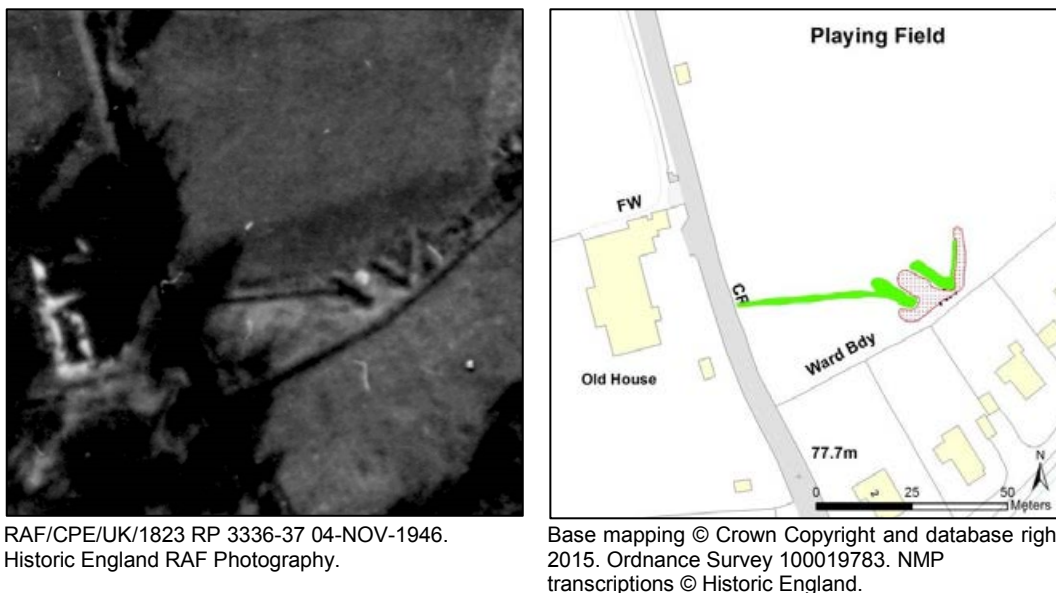 Playing Field
FW
CF
Old House
Ward Bdy
77.7m
2
N
0 25 50
Meters
RAF/CPE/UK/1823 RP 3336-37 04-NOV-1946.
Historic England RAF Photography.
Base mapping © Crown Copyright and database righ
2015. Ordnance Survey 100019783. NMP
transcriptions © Historic England.